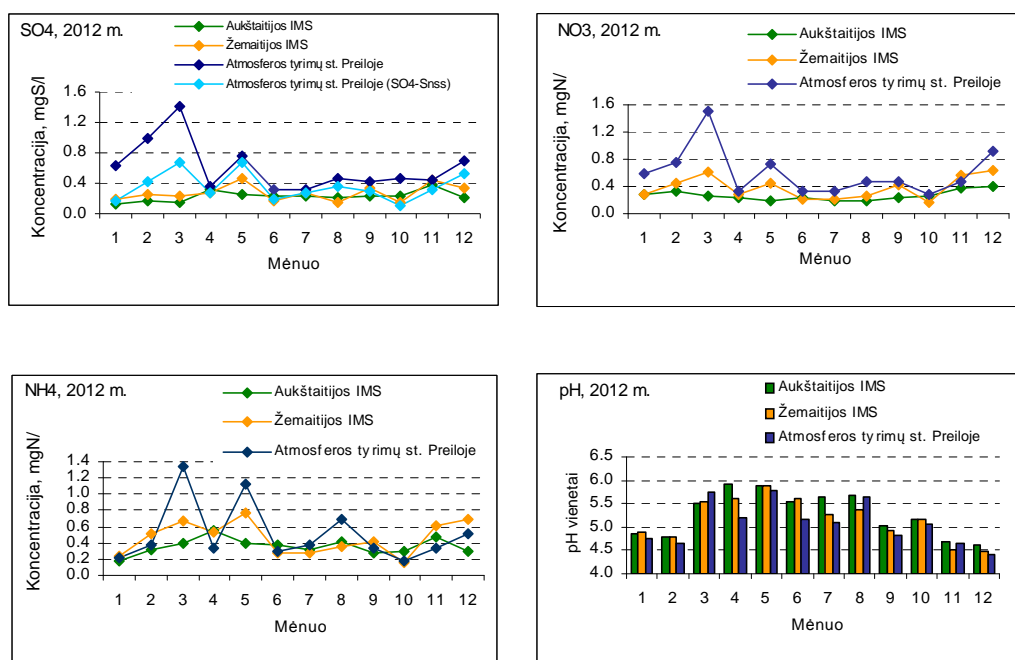 SO4, 2012 m.
Aukštaitijos IMS
Žemaitijos IMS
Atmosferos tyrimų st. Preiloje
Atmosferos tyrimų st. Preiloje (SO4-Snss)
Koncentracija, mgS/l
1.6
1.2
0.8
0.4
0.0
1 2 3 4 5 6 7 8 9 10 11 12
Mėnuo
NO3, 2012 m.
Aukštaitijos IMS
Žemaitijos IMS
Atmosferos tyrimų st. Preiloje
Koncentracija, mgN/
1.6
1.2
0.8
0.4
0.0
1 2 3 4 5 6 7 8 9 10 11 12
Mėnuo
NH4, 2012 m.
Aukštaitijos IMS
Žemaitijos IMS
Atmosferos tyrimų st. Preiloje
Koncentracija, mgN/
1.4
1.2
1.0
0.8
0.6
0.4
0.2
0.0
1 2 3 4 5 6 7 8 9 10 11 12
Mėnuo
pH, 2012 m.
Aukštaitijos IMS
Žemaitijos IMS
Atmosferos tyrimų st. Preiloje
pH vienetai
6.5
6.0
5.5
5.0
4.5
4.0
1 2 3 4 5 6 7 8 9 10 11 12
Mėnuo